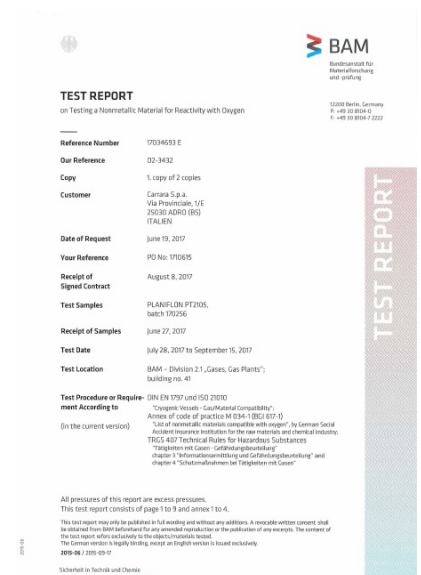 BAM
Bundesanstalt für
Materialforschung
und -prüfung
TEST REPORT
on Testing a Nonmetallic Material for Reactivity with Oxygen
12200 Berlin, Germany
P: +49 30 8104-0
F: +49 30 8104-7 2222
Reference Number 17034693 E
Our Reference 02-3432
Copy 1. copy of 2 copies
Customer Carrara S.p.a.
Via Provinciale, 1/E
25030 ADRO (BS)
ITALIEN
Date of Request June 19, 2017
Your Reference PO No: 1710615
Receipt of August 8, 2017
Signed Contract
Test Samples PLANIFLON PT2105,
batch 170256
Receipt of Samples June 27, 2017
Test Date July 28, 2017 to September 15, 2017
Test Location BAM – Division 2.1 „Gases, Gas Plants";
building no. 41
Test Procedure or Require- DIN EN 1797 und ISO 21010
ment According to "Cryogenic Vessels - Gas/Material Compatibility";
Annex of code of practice M 034-1 (BGI 617-1)
(in the current version) "List of nonmetallic materials compatible with oxygen", by German Social
Accident Insurance Institution for the raw materials and chemical industry;
TRGS 407 Technical Rules for Hazardous Substances
"Tätigkeiten mit Gasen - Gefährdungsbeurteilung"
chapter 3 "Informationsermittlung und Gefährdungsbeurteilung" and
chapter 4 "Schutzmaßnahmen bei Tätigkeiten mit Gasen"
TEST REPORT
All pressures of this report are excess pressures.
This test report consists of page 1 to 9 and annex 1 to 4.
This test report may only be published in full wording and without any additions. A revocable written consent shall
be obtained from BAM beforehand for any amended reproduction or the publication of any excerpts. The content of
the test report refers exclusively to the objects/materials tested.
The German version is legally binding, except an English version is issued exclusively.
2015-06 / 2015-09-17
Sicherheit in Technik und Chemie